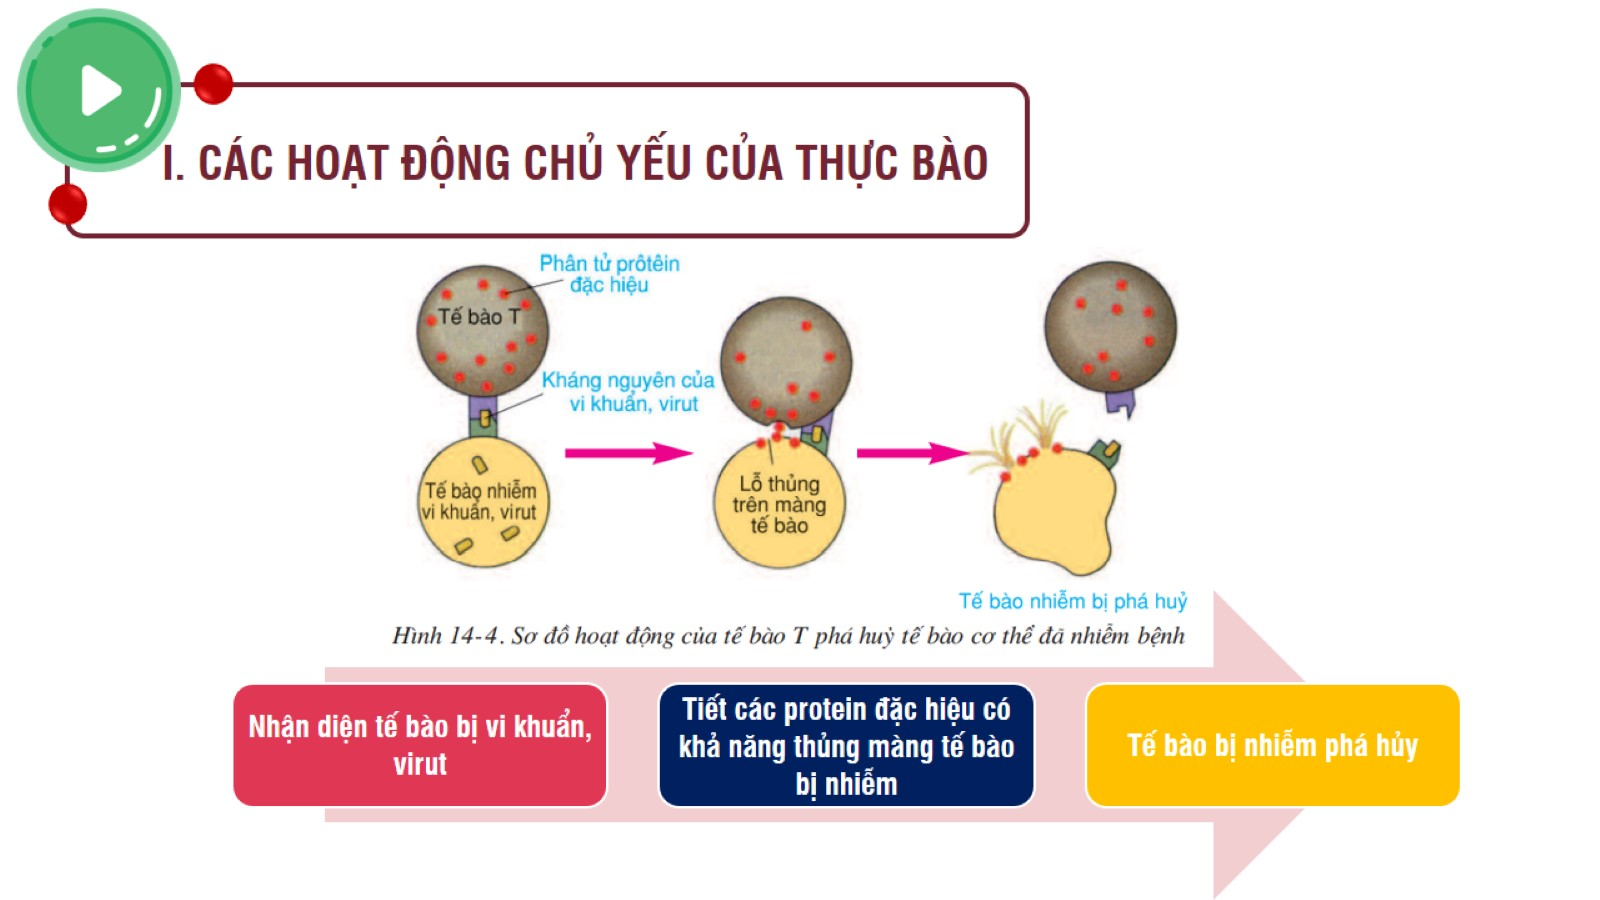 I. CÁC HOẠT ĐỘNG CHỦ YẾU CỦA THỰC BÀO
Phân tử prôtêin
đặc hiệu
Tế bào T
Kháng nguyên của
vi khuẩn, virut
Tế bào nhiễm
vi khuẩn, virut
Lỗ thủng
trên màng
tế bào
Tế bào nhiễm bị phá huỷ
Hình 14-4. Sơ đồ hoạt động của tế bào T phá huỷ tế bào cơ thể đã nhiễm bệnh
Nhận diện tế bào bị vi khuẩn,
virut
Tiết các protein đặc hiệu có
khả năng thủng màng tế bào
bị nhiễm
Tế bào bị nhiễm phá hủy